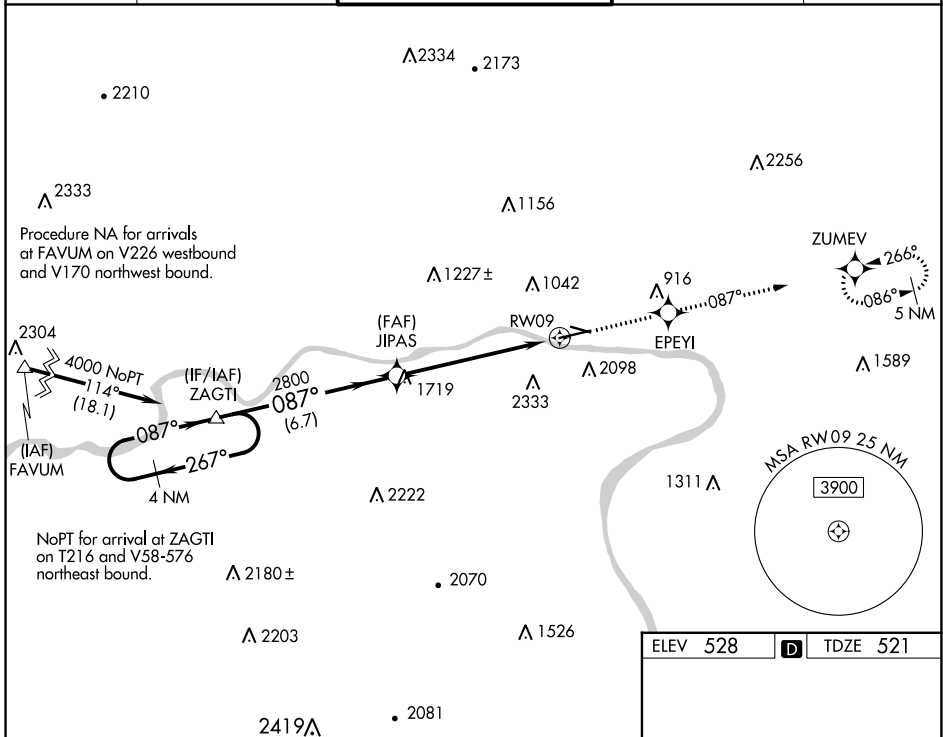 2334
2173
2210
2256
2333
1156
Procedure NA for arrivals
at FAVUM on V226 westbound
and V170 northwest bound.
ZUMEV
266°
086°
5 NM
1227 ±
1042
916
087°
RW09
EPEYI
(FAF)
JIPAS
2304
4000 NoPT
114°
(18.1)
(IF/IAF)
ZAGTI
2800
087°
(6.7)
1719
2098
2333
1589
087°
267°
4 NM
(IAF)
FAVUM
MSA RW 09 25 NM
3900
1311
2222
NoPT for arrival at ZAGTI
on T216 and V58-576
northeast bound.
2180 ±
2070
2203
1526
ELEV 528 D TDZE 521
2419
2081